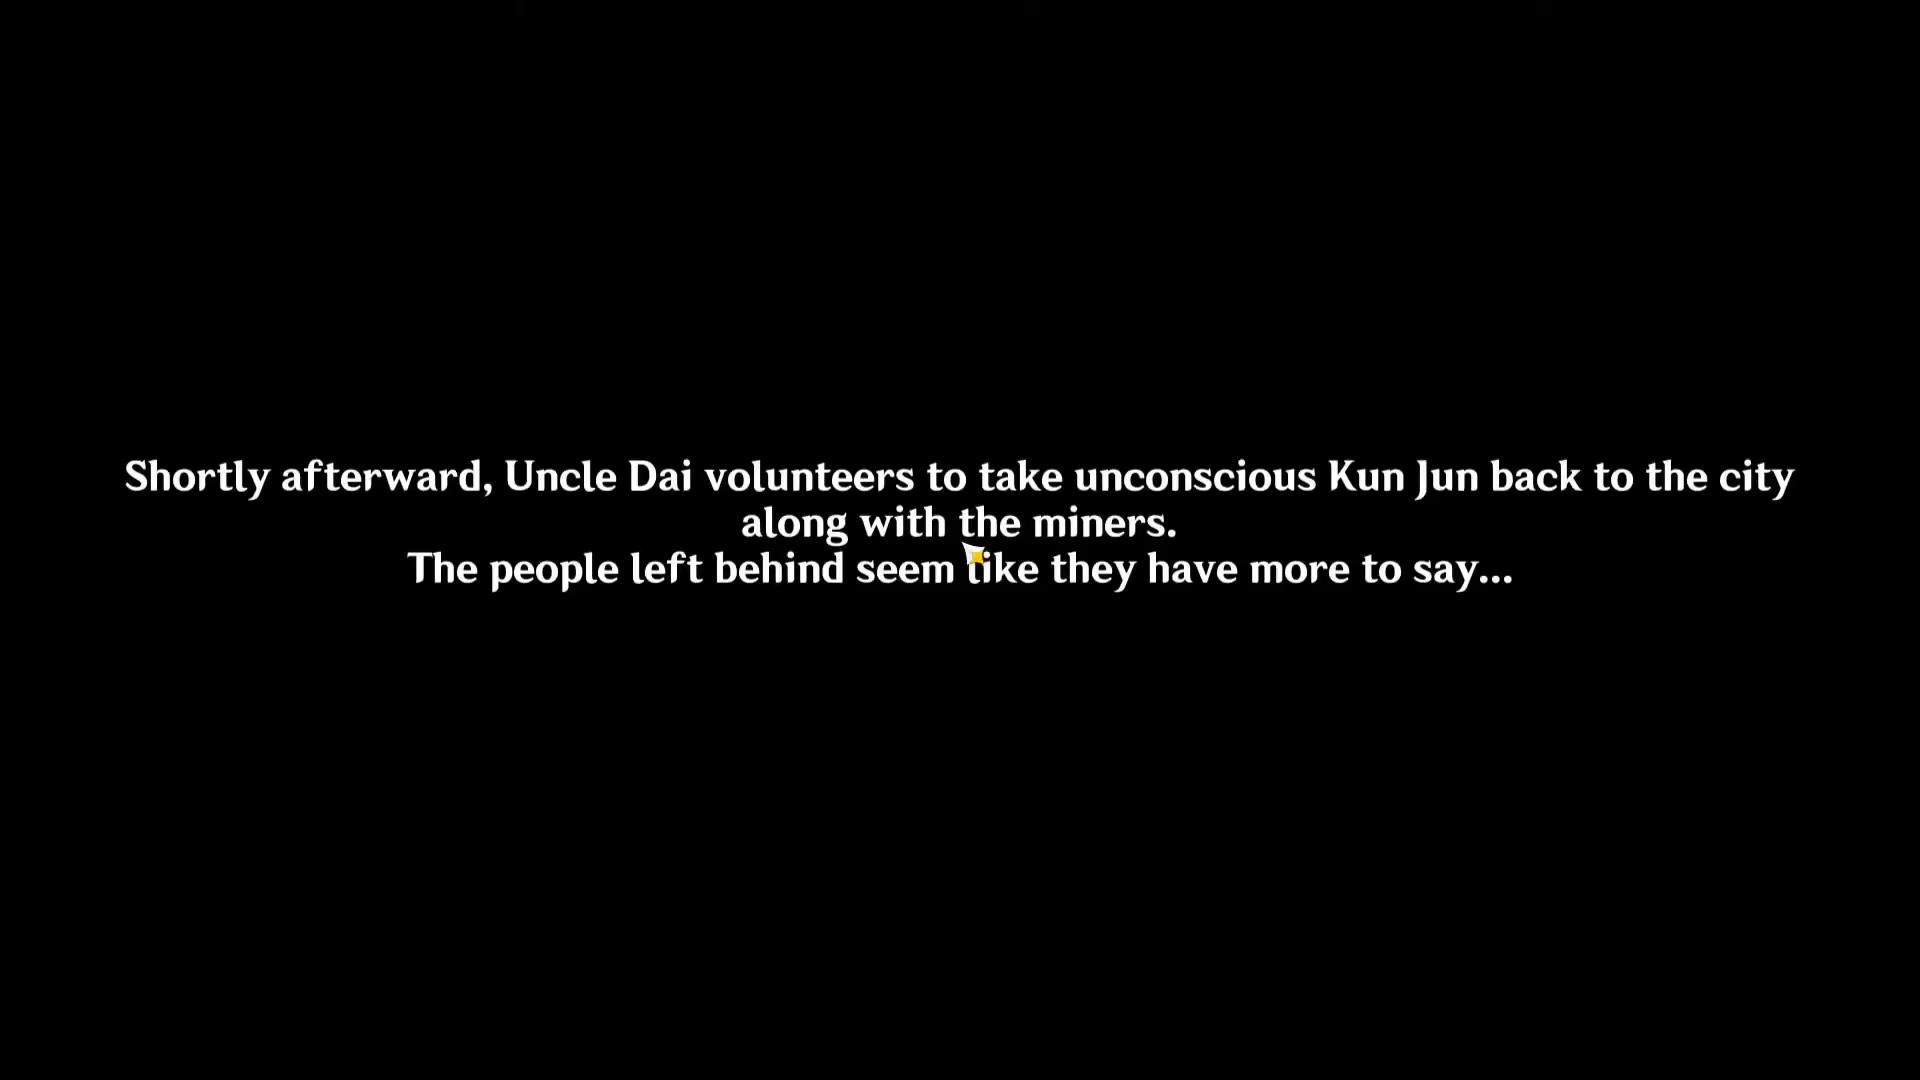 Shortly afterward, Uncle Dai volunteers to take unconscious Kun Jun back to the city
along with the miners.
The people left behind seem like they have more to say...